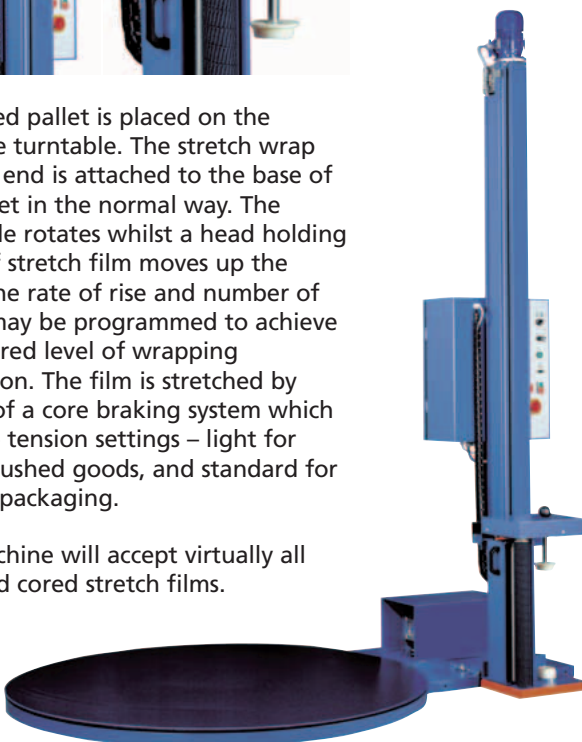 ed pallet is placed on the
e turntable. The stretch wrap
end is attached to the base of
et in the normal way. The
le rotates whilst a head holding
f stretch film moves up the
ne rate of rise and number of
may be programmed to achieve
red level of wrapping
on. The film is stretched by
of a core braking system which
tension settings – light for
ushed goods, and standard for
packaging.
chine will accept virtually all
d cored stretch films.